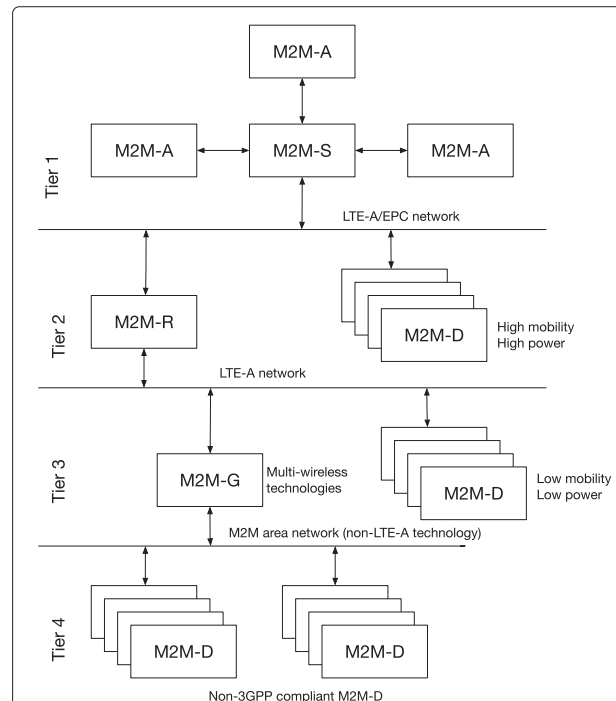 M2M-A
Tier 1
M2M-A
M2M-S
M2M-A
LTE-A/EPC network
Tier 2
M2M-R
M2M-D
High mobility
High power
LTE-A network
Tier 3
M2M-G
Multi-wireless
technologies
M2M-D
Low mobility
Low power
M2M area network (non-LTE-A technology)
Tier 4
M2M-D
M2M-D
Non-3GPP compliant M2M-D